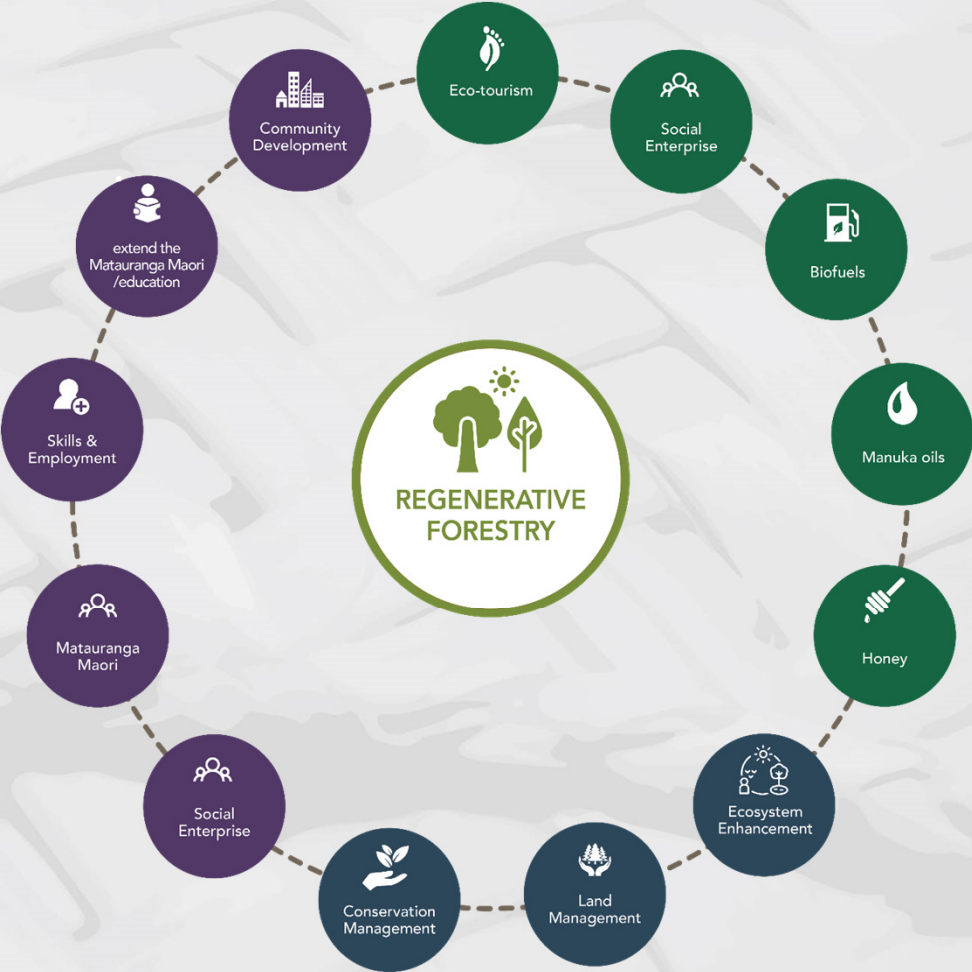 Eco-tourism
Social
Enterprise
Biofuels
Manuka oils
Honey
Ecosystem
Enhancement
Land
Management
Conservation
Management
Social
Enterprise
Matauranga
Maori
Skills &
Employment
extend the
Matauranga Maori
/education
Community
Development
REGENERATIVE
FORESTRY